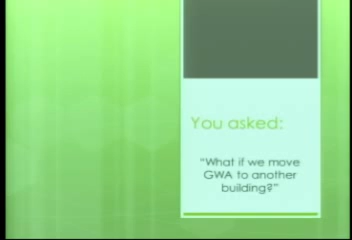 You asked:
"What if we move
GWA to another
building?"